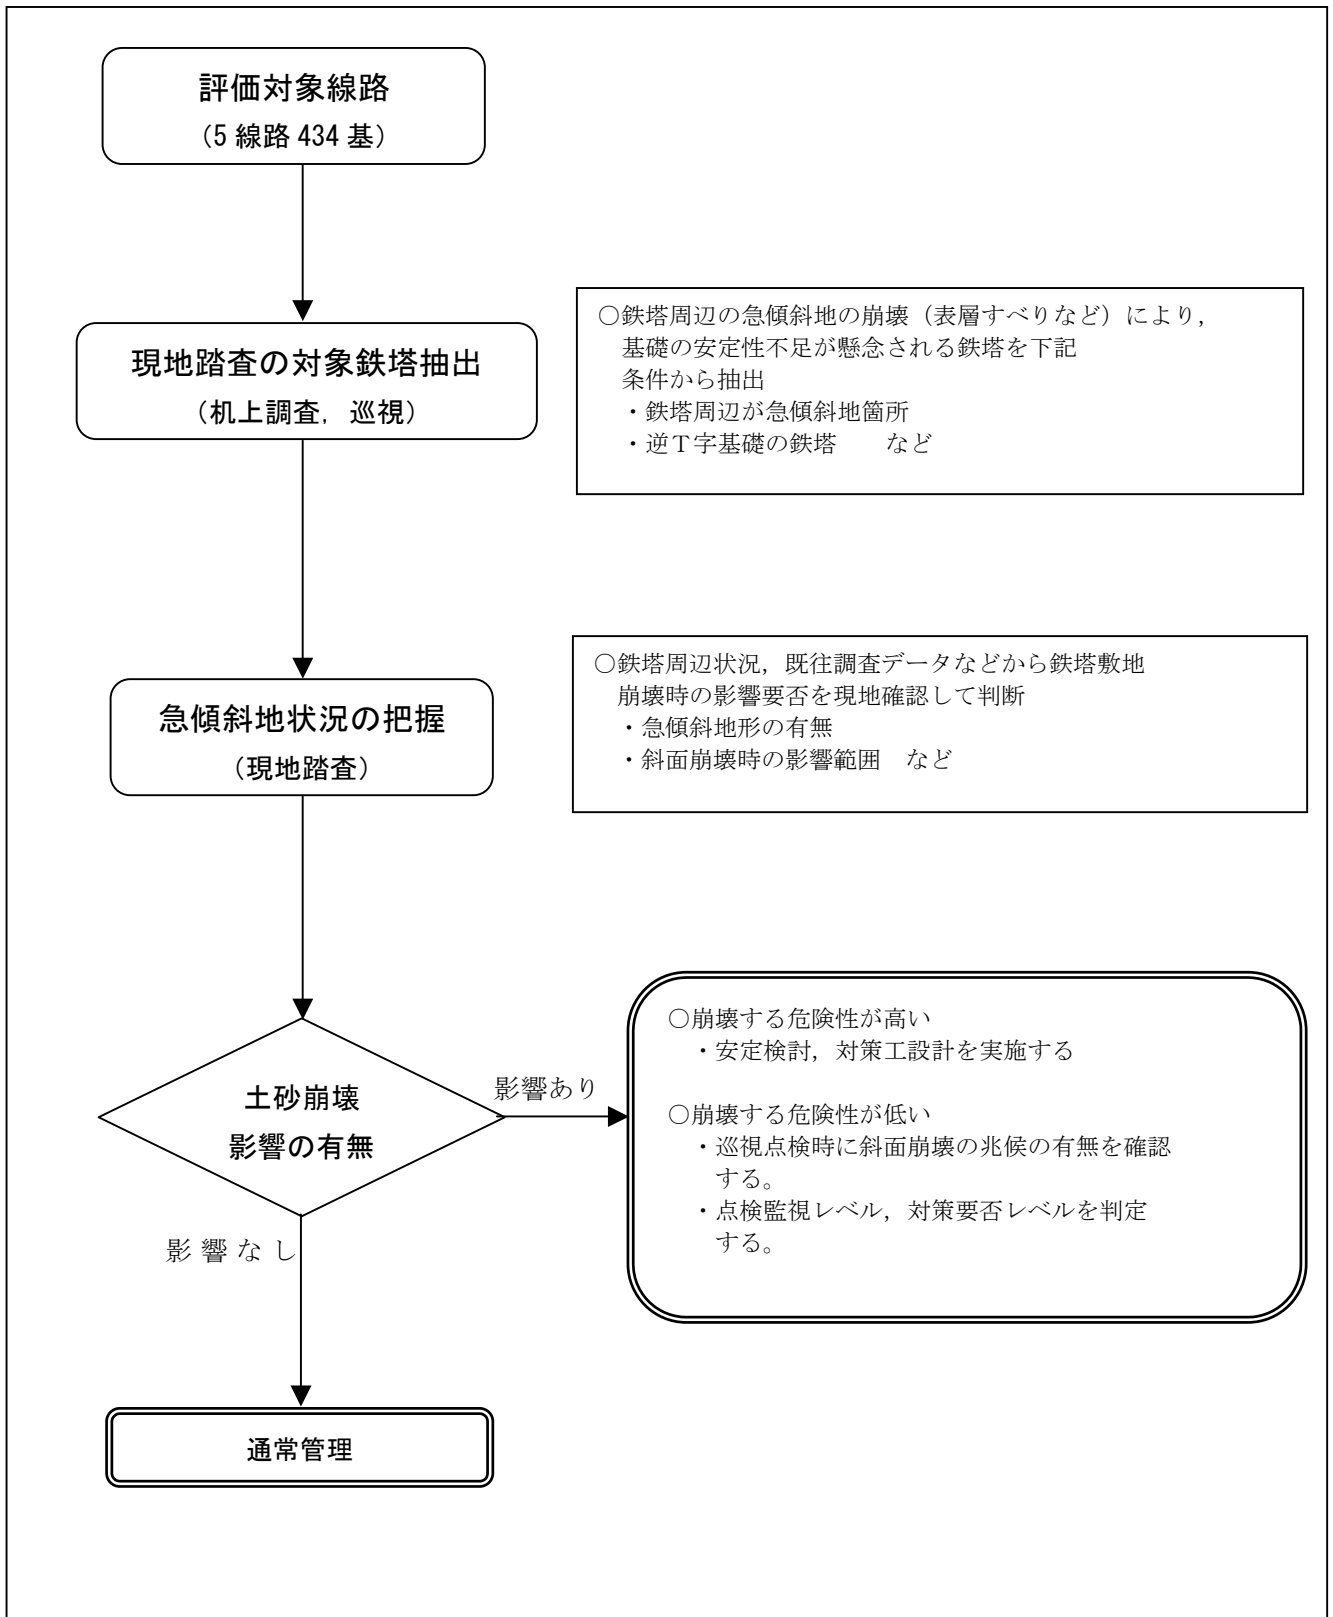 評価対象線路
（5 線路 434 基）
現地踏査の対象鉄塔抽出
（机上調査，巡視）
○鉄塔周辺の急傾斜地の崩壊（表層すべりなど）により，
基礎の安定性不足が懸念される鉄塔を下記
条件から抽出
・鉄塔周辺が急傾斜地箇所
・逆Ｔ字基礎の鉄塔　　など
急傾斜地状況の把握
（現地踏査）
○鉄塔周辺状況，既往調査データなどから鉄塔敷地
崩壊時の影響要否を現地確認して判断
・急傾斜地形の有無
・斜面崩壊時の影響範囲　など
土砂崩壊
影響の有無
影響あり
○崩壊する危険性が高い
・安定検討，対策工設計を実施する
○崩壊する危険性が低い
・巡視点検時に斜面崩壊の兆候の有無を確認
する。
・点検監視レベル，対策要否レベルを判定
する。
影響なし
通常管理